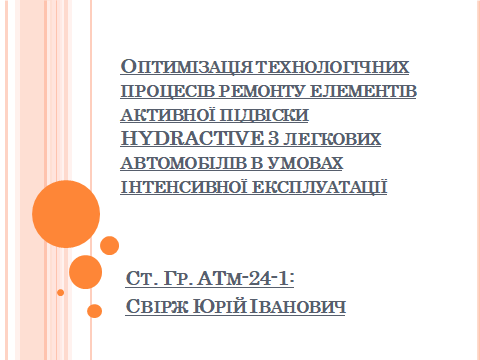 Оптимізація технологічних
процесів ремонту елементів
активної підвіски
HYDRACTIVE 3 легкових
автомобілів в умовах
інтенсивної експлуатації
Ст. Гр. АТм-24-1:
Свірж Юрій Іванович